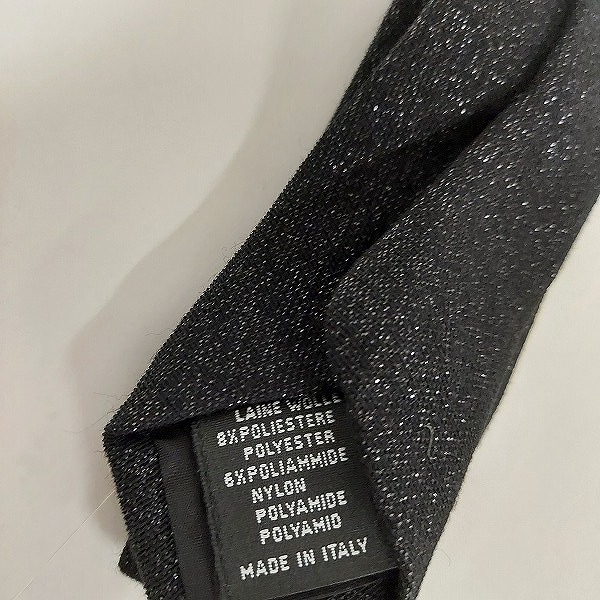 LAINE WOLLE
8%POLIESTERE
POLYESTER
6%POLIAMMIDE
NYLON
POLYAMIDE
POLYAMID
MADE IN ITALY